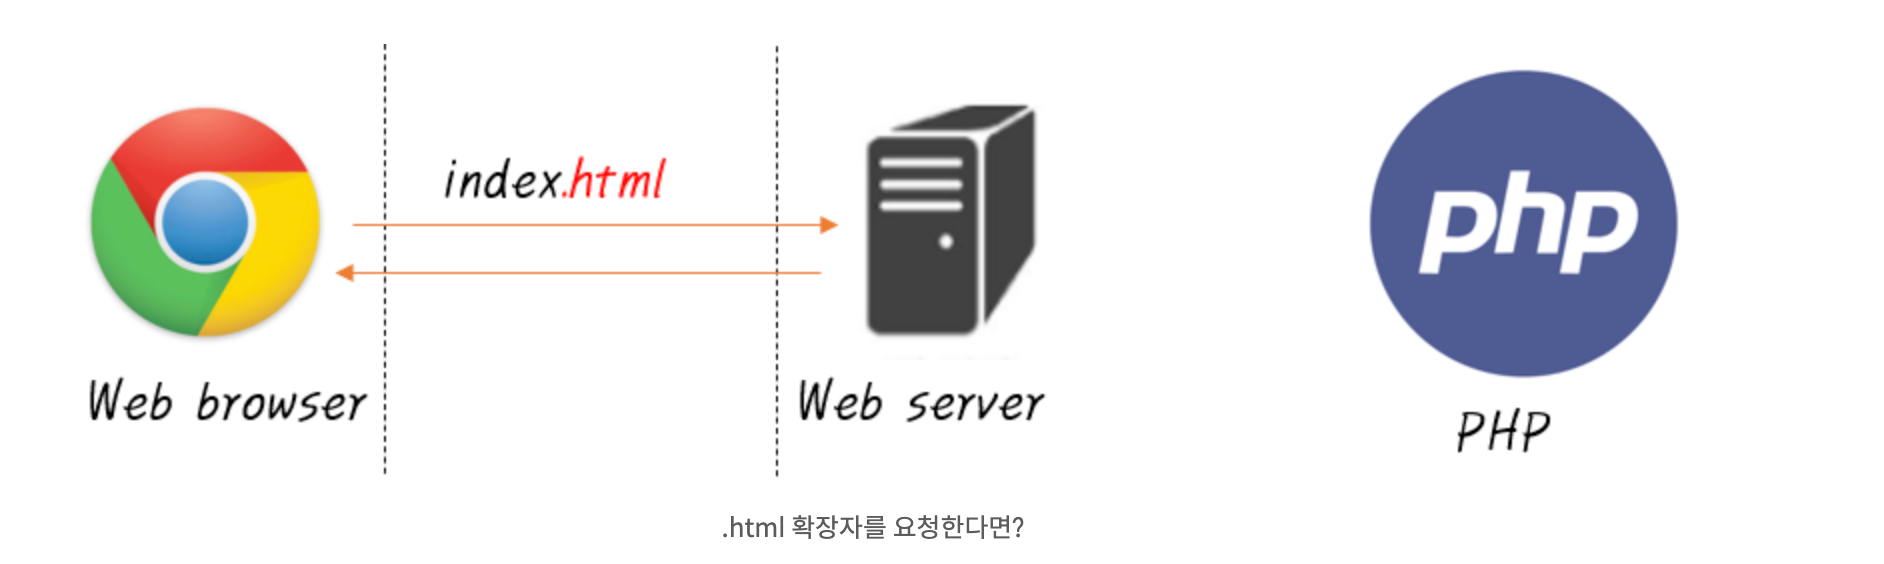 index.html
php
Web browser
Web server
PHP
.html 확장자를 요청한다면?